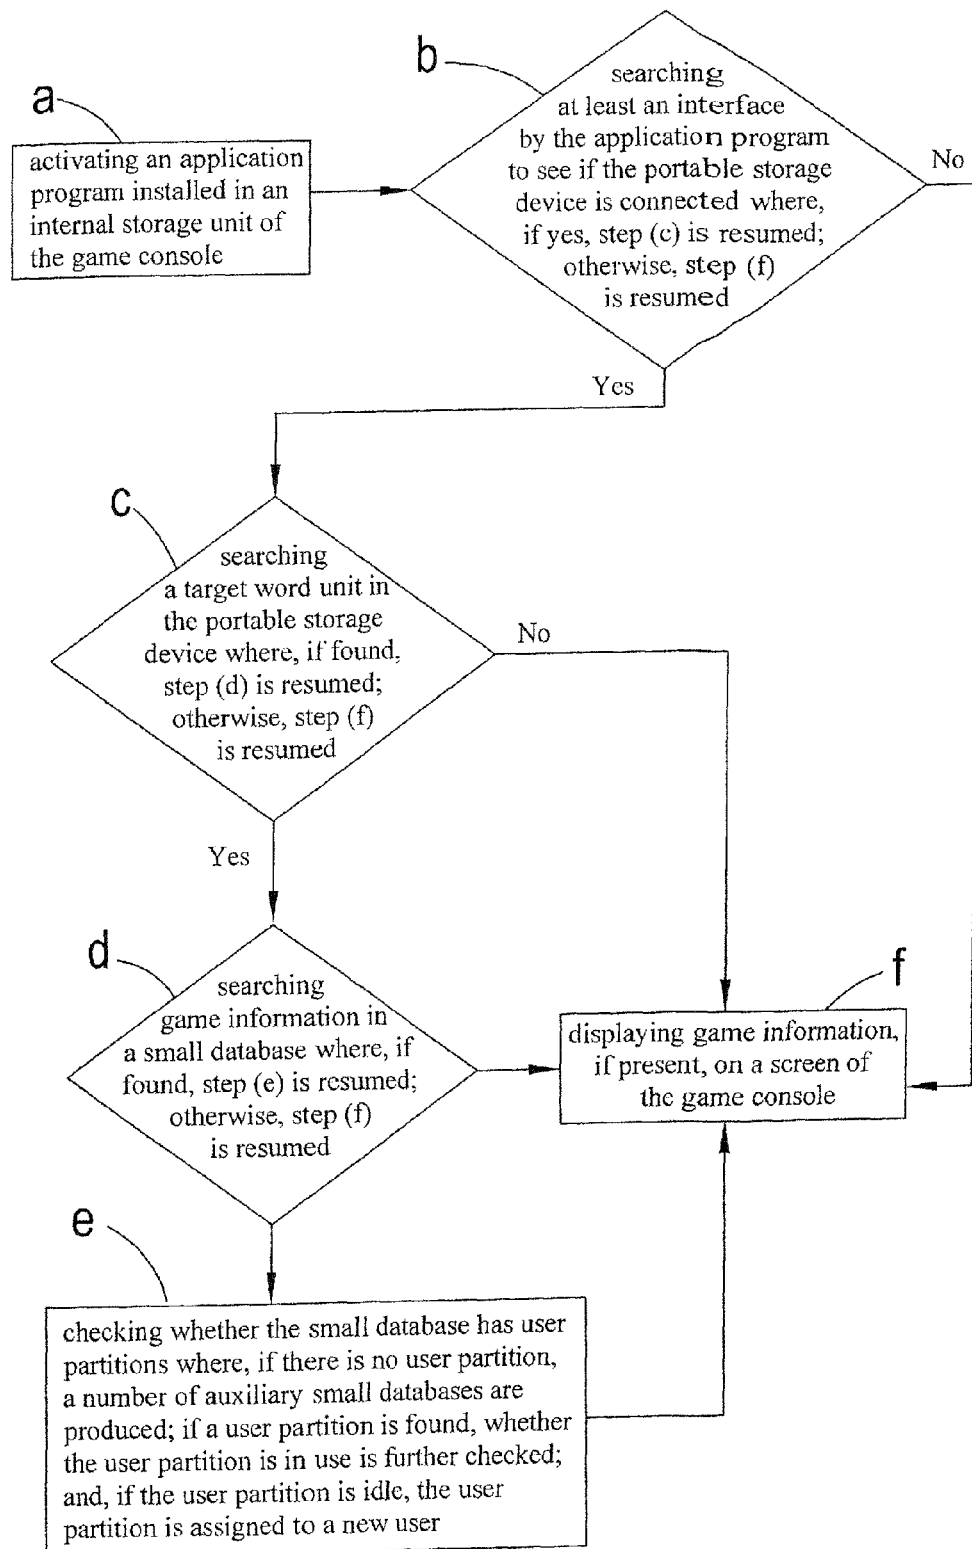 a
activating an application
program installed in an
internal storage unit of
the game console
b
searching
at least an interface
by the application program
to see if the portable storage
device is connected where,
if yes, step (c) is resumed;
otherwise, step (f)
is resumed
No
Yes
c
searching
a target word unit in
the portable storage
device where, if found,
step (d) is resumed;
otherwise, step (f)
is resumed
No
Yes
d
searching
game information in
a small database where, if
found, step (e) is resumed;
otherwise, step (f)
is resumed
f
displaying game information,
if present, on a screen of
the game console
e
checking whether the small database has user
partitions where, if there is no user partition,
a number of auxiliary small databases are
produced; if a user partition is found, whether
the user partition is in use is further checked;
and, if the user partition is idle, the user
partition is assigned to a new user